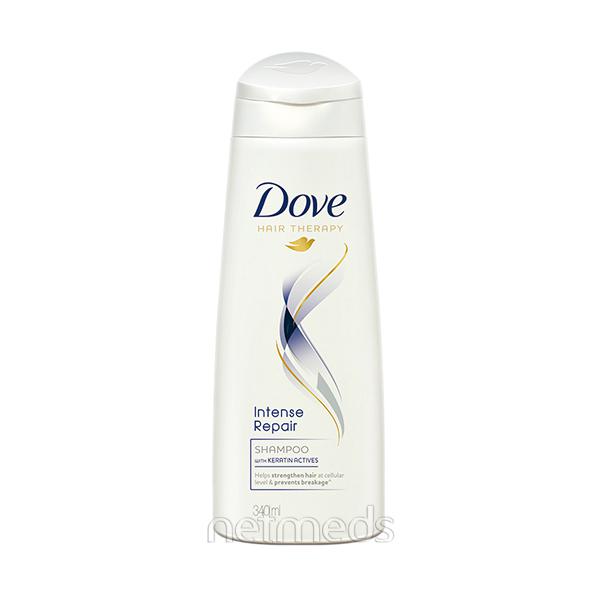 Dove
HAIR THERAPY
Intense
Repair
SHAMPOO
WITH KERATIN ACTIVES
Helps strengthen hair at cellular
level & prevents breakage^
340ml
netmeds